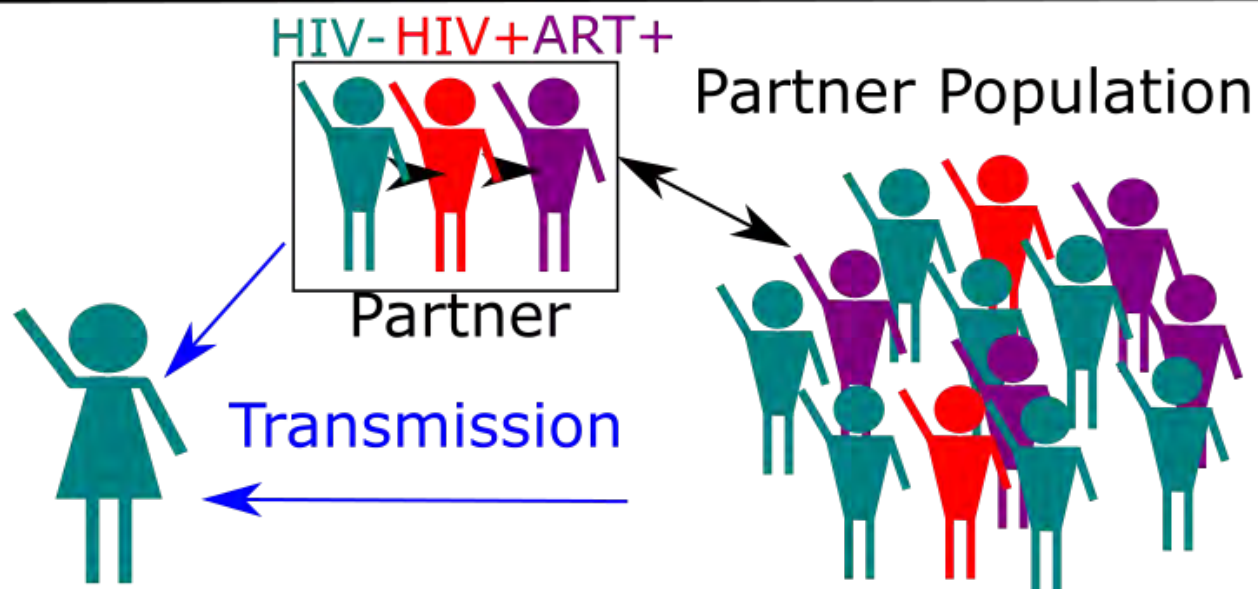 HIV- HIV+ ART+
Partner Population
Partner
Transmission